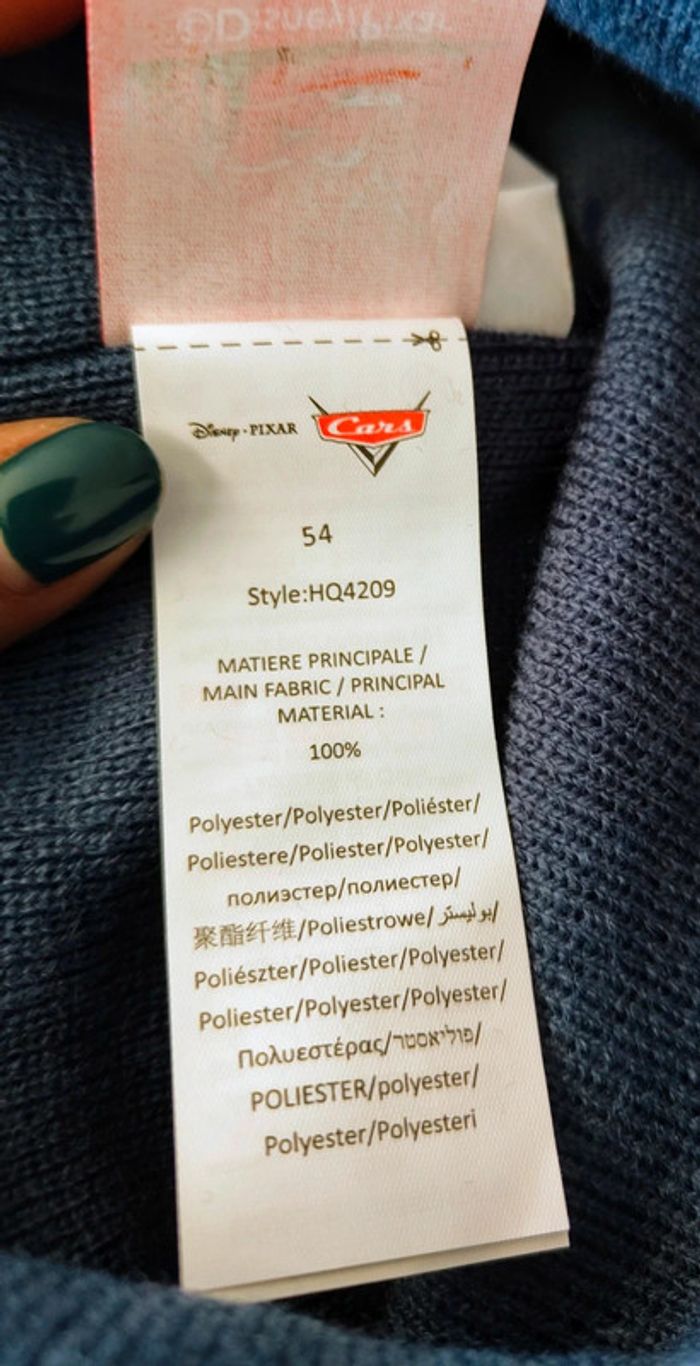 ©Disney/Pixar
Disney · PIXAR Cars
54
Style:HQ4209
MATIERE PRINCIPALE /
MAIN FABRIC / PRINCIPAL
MATERIAL :
100%
Polyester/Polyester/Poliéster/
Poliestere/Poliester/Polyester/
полиэстер/полиестер/
聚酯纤维/Poliestrowe/بوليستر/
Poliészter/Poliester/Polyester/
Poliester/Polyester/Polyester/
Πολυεστέρας/פוליאסטר/
POLIESTER/polyester/
Polyester/Polyesteri